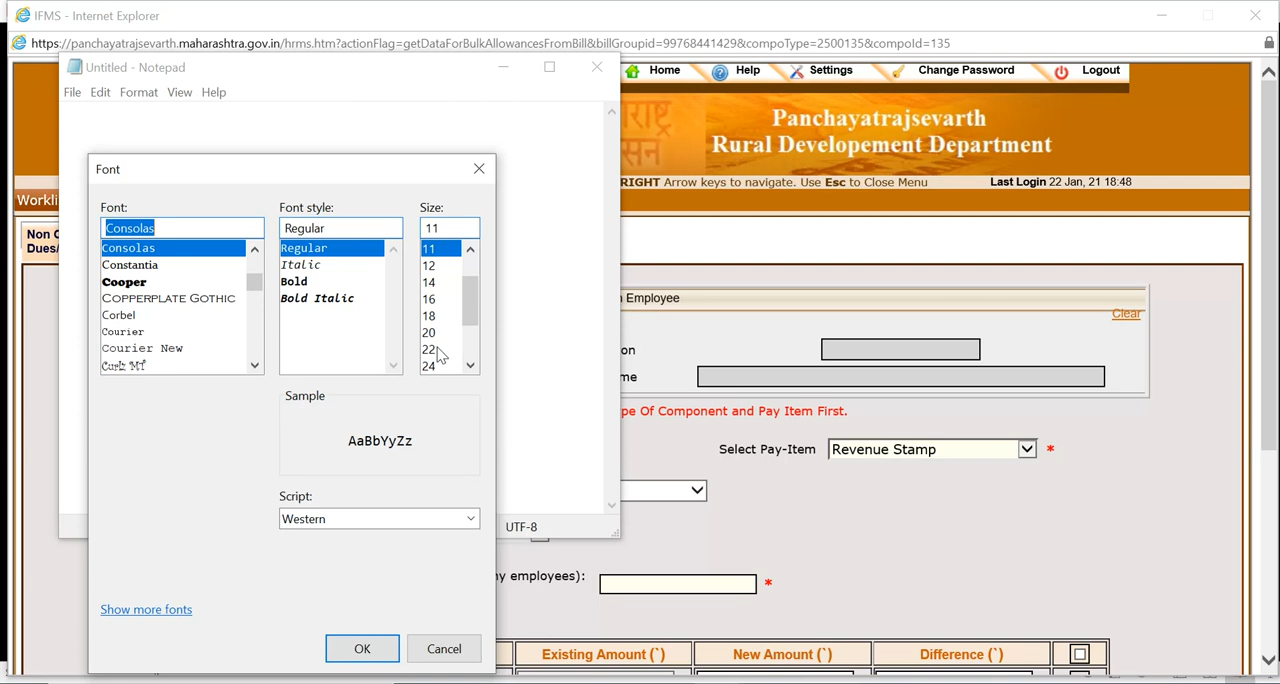 IFMS - Internet Explorer
https://panchayatrajsevarth.maharashtra.gov.in/hrms.htm?actionFlag=getDataForBulkAllowancesFromBill&billGroupid=99768441429&compoType=2500135&compoId=135
Untitled - Notepad
File Edit Format View Help
Home Help Settings Change Password Logout
Panchayatrajsevarth
Rural Developement Department
RIGHT Arrow keys to navigate. Use Esc to Close Menu
Last Login 22 Jan, 21 18:48
Workli
Non
Dues/
Font
Font:
Consolas
Consolas
Constantia
Cooper
COPPERPLATE GOTHIC
Corbel
Courier
Courier New
Curlz MT
Font style:
Regular
Regular
Italic
Bold
Bold Italic
Size:
11
11
12
14
16
18
20
22
24
Sample
AaBbYyZz
Script:
Western
Show more fonts
OK Cancel
UTF-8
Employee
Clear
on
me
pe Of Component and Pay Item First.
Select Pay-Item Revenue Stamp *
y employees): *
Existing Amount (`) New Amount (`) Difference (`)